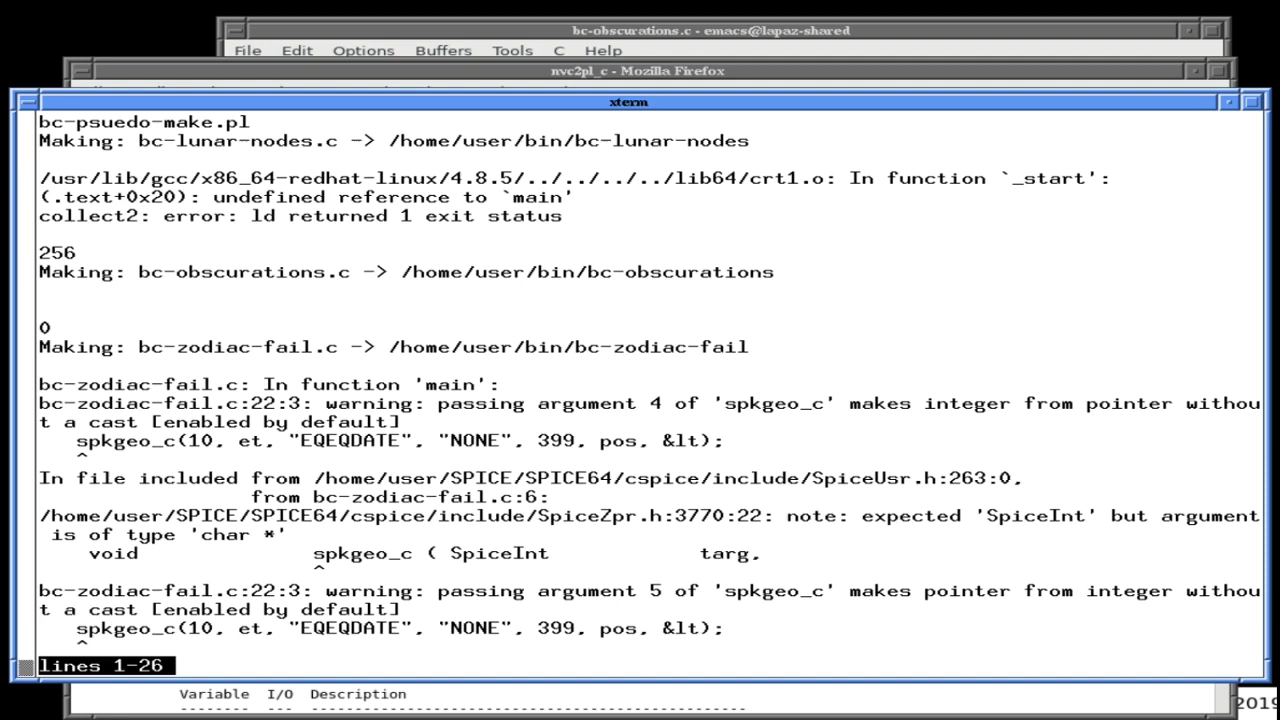 bc-obscurations.c - emacs@lapaz-shared
File Edit Options Buffers Tools C Help
nvc2pl_c - Mozilla Firefox
xterm
bc-psuedo-make.pl
Making: bc-lunar-nodes.c -> /home/user/bin/bc-lunar-nodes
/usr/lib/gcc/x86_64-redhat-linux/4.8.5/../../../../lib64/crt1.o: In function `_start':
(.text+0x20): undefined reference to `main'
collect2: error: ld returned 1 exit status
256
Making: bc-obscurations.c -> /home/user/bin/bc-obscurations
0
Making: bc-zodiac-fail.c -> /home/user/bin/bc-zodiac-fail
bc-zodiac-fail.c: In function 'main':
bc-zodiac-fail.c:22:3: warning: passing argument 4 of 'spkgeo_c' makes integer from pointer withou
t a cast [enabled by default]
spkgeo_c(10, et, "EQEQDATE", "NONE", 399, pos, &lt);
^
In file included from /home/user/SPICE/SPICE64/cspice/include/SpiceUsr.h:263:0,
from bc-zodiac-fail.c:6:
/home/user/SPICE/SPICE64/cspice/include/SpiceZpr.h:3770:22: note: expected 'SpiceInt' but argument
is of type 'char *'
void spkgeo_c ( SpiceInt targ,
^
bc-zodiac-fail.c:22:3: warning: passing argument 5 of 'spkgeo_c' makes pointer from integer withou
t a cast [enabled by default]
spkgeo_c(10, et, "EQEQDATE", "NONE", 399, pos, &lt);
^
lines 1-26
Variable I/O Description
-------- --- --------------------------------------------------
2019